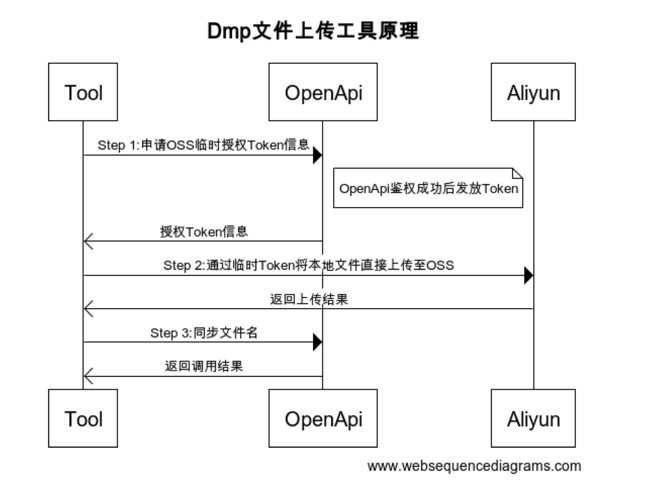 Dmp文件上传工具原理
Tool
OpenApi
Aliyun
Step 1:申请OSS临时授权Token信息
OpenApi鉴权成功后发放Token
授权Token信息
Step 2:通过临时Token将本地文件直接上传至OSS
返回上传结果
Step 3:同步文件名
返回调用结果
Tool
OpenApi
Aliyun
www.websequencediagrams.com